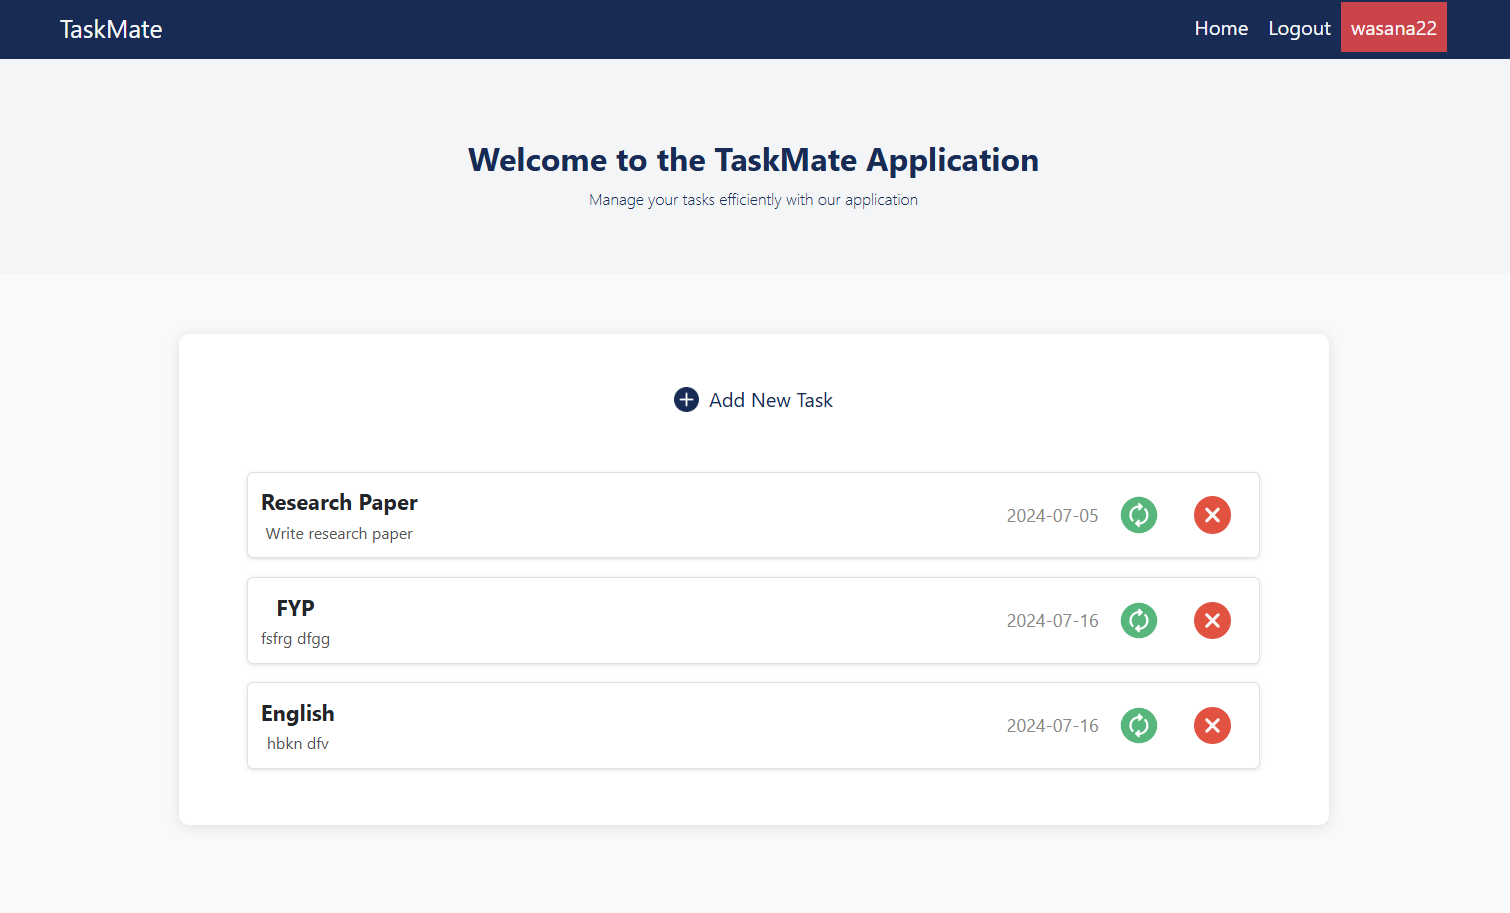 TaskMate
Home Logout wasana22
Welcome to the TaskMate Application
Manage your tasks efficiently with our application
Add New Task
Research Paper
Write research paper
2024-07-05
FYP
fsfrg dfgg
2024-07-16
English
hbkn dfv
2024-07-16